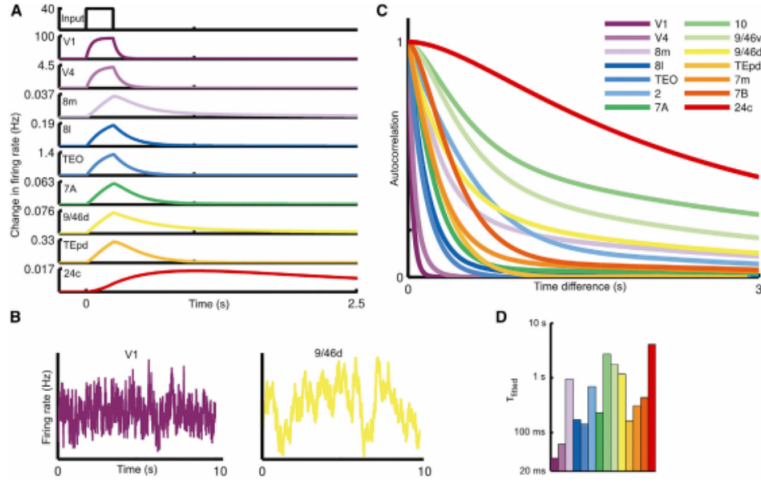 A
Input
40
V1
100
V4
4.5
8m
0.037
8l
0.19
TEO
1.4
7A
0.063
9/46d
0.076
TEpd
0.33
24c
0.017
Change in firing rate (Hz)
0
Time (s)
2.5
B
V1
9/46d
Firing rate (Hz)
0
Time (s)
10
0
10
C
1
Autocorrelation
0
0
Time difference (s)
3
V1
V4
8m
8l
TEO
2
7A
10
9/46v
9/46d
TEpd
7m
7B
24c
D
10 s
1 s
100 ms
20 ms
Tfitted